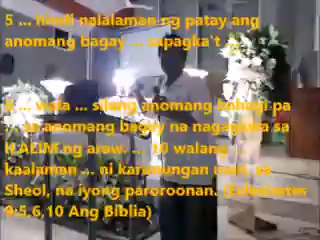 5 ... hindi nalalaman ng patay ang
anomang bagay ... sapagka't ...
6 ... wala ... silang anomang bahagi pa
... sa anomang bagay na nagagawa sa
ILALIM ng araw. ... 10 walang
kaalaman ... ni karunungan man, sa
Sheol, na iyong paroroonan. (Eclesiastes
9:5,6,10 Ang Biblia)